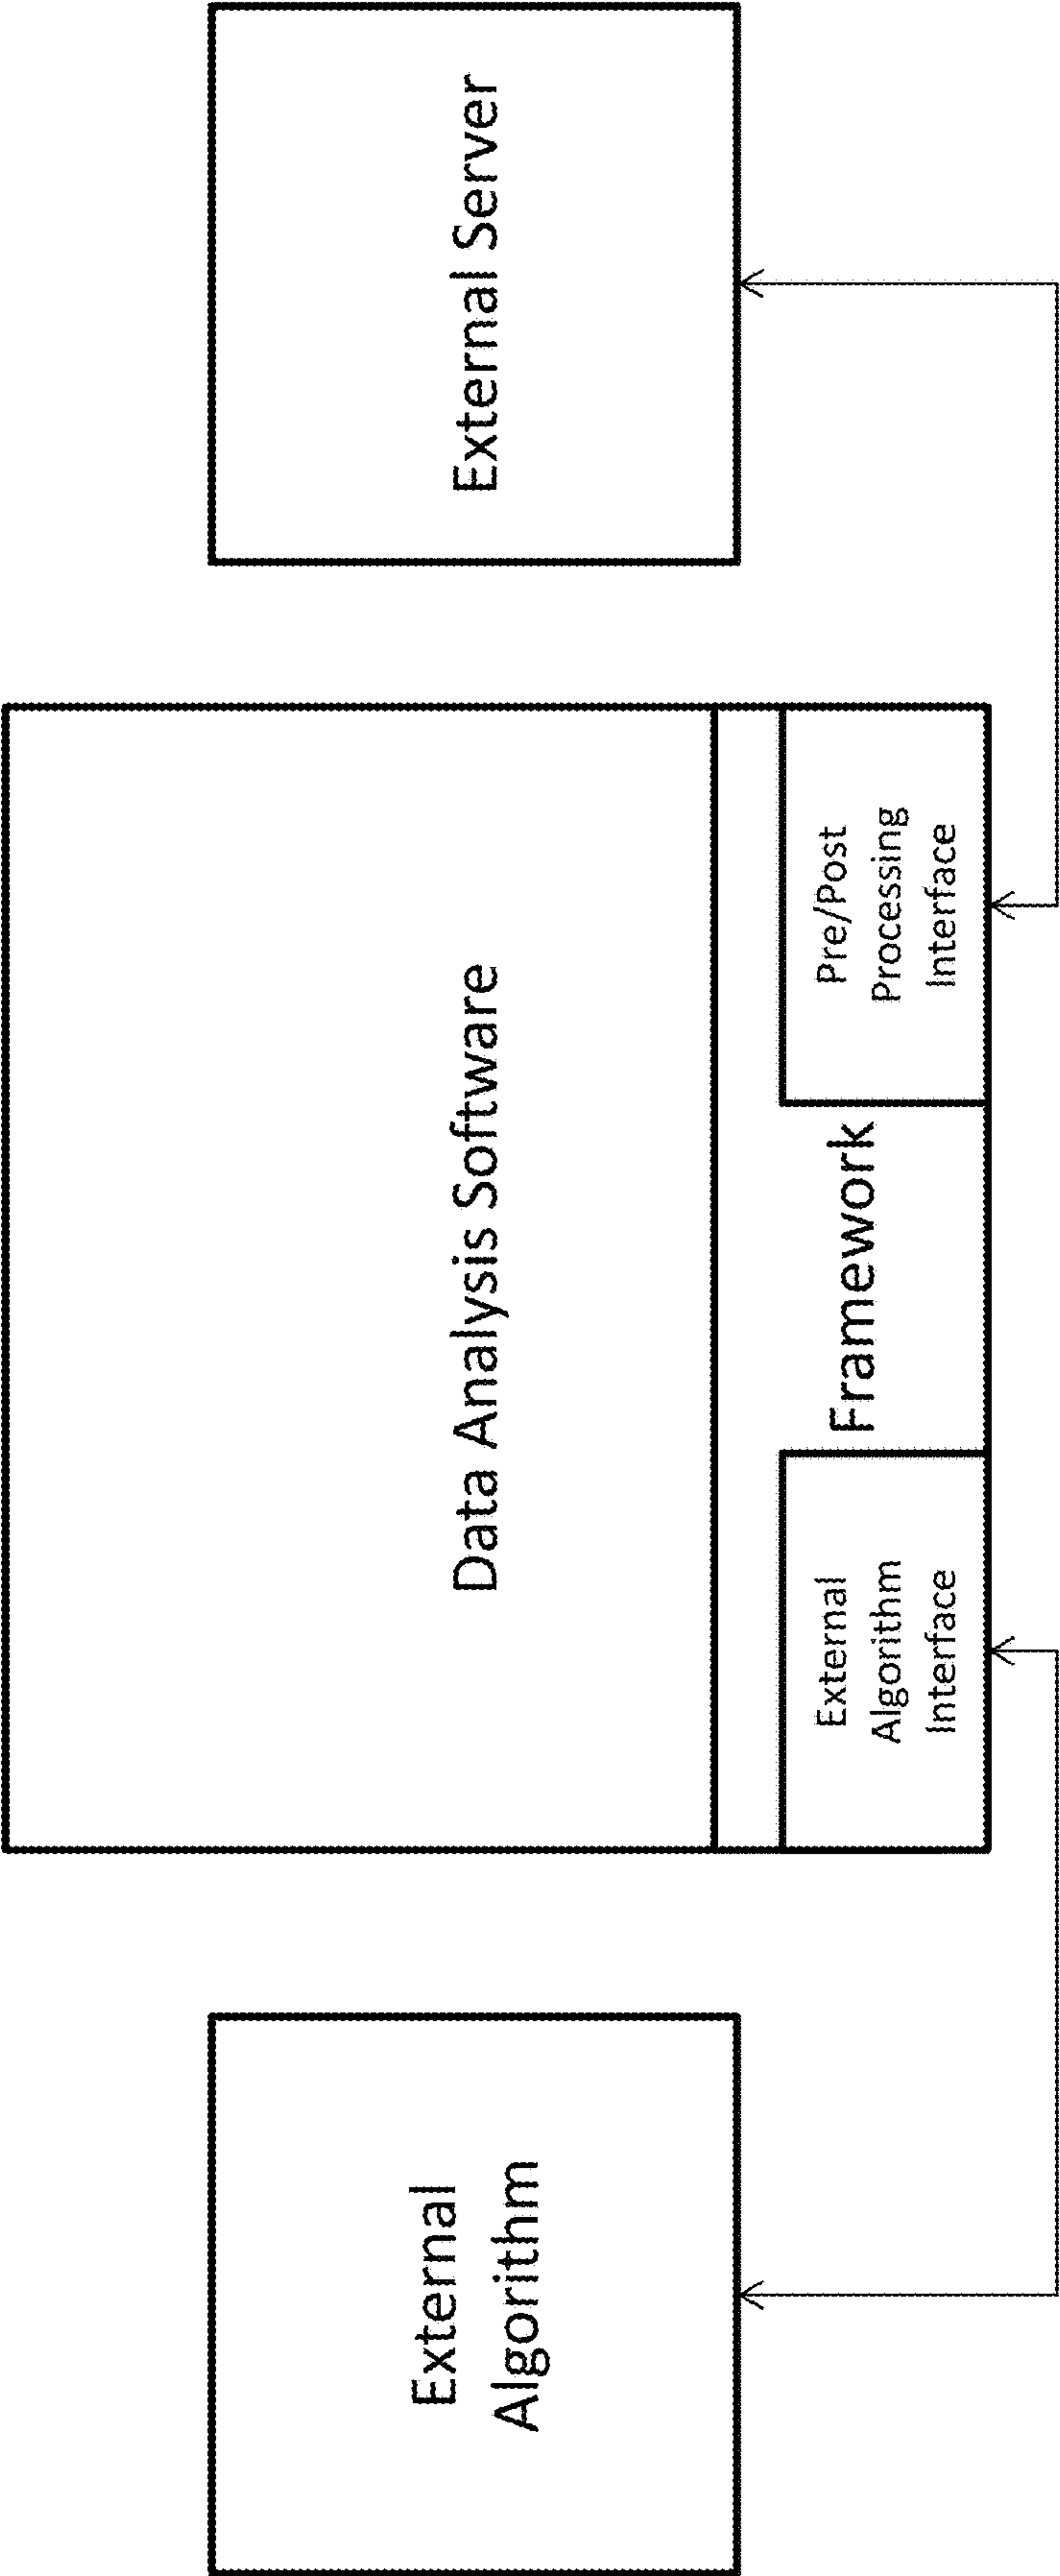 External
Algorithm
Data Analysis Software
External Server
External
Algorithm
Interface
Framework
Pre/Post
Processing
Interface